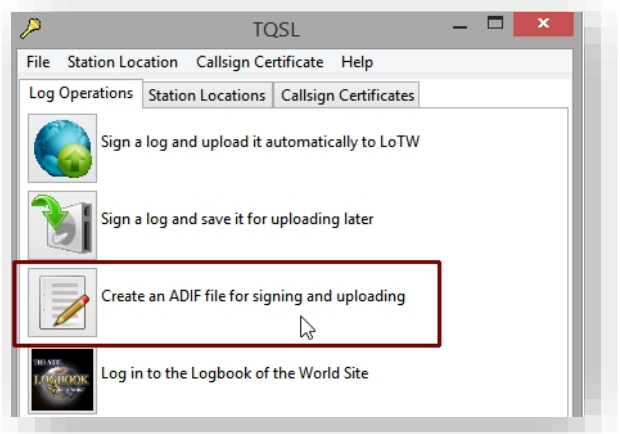 TQSL
File Station Location Callsign Certificate Help
Log Operations Station Locations Callsign Certificates
Sign a log and upload it automatically to LoTW
Sign a log and save it for uploading later
Create an ADIF file for signing and uploading
LOGBOOK
Log in to the Logbook of the World Site